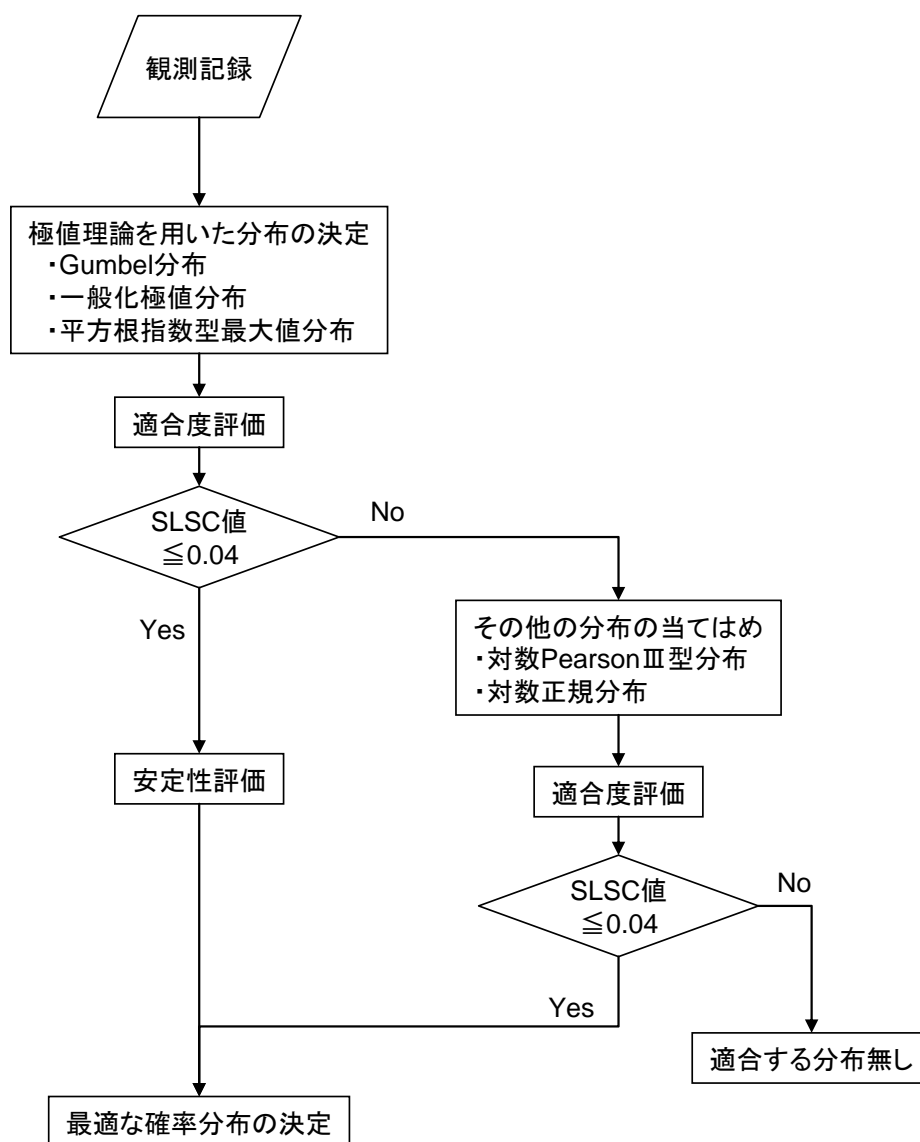 観測記録
極値理論を用いた分布の決定
・Gumbel分布
・一般化極値分布
・平方根指数型最大値分布
適合度評価
SLSC値
≦0.04
No
Yes
その他の分布の当てはめ
・対数PearsonⅢ型分布
・対数正規分布
安定性評価
適合度評価
SLSC値
≦0.04
No
Yes
適合する分布無し
最適な確率分布の決定